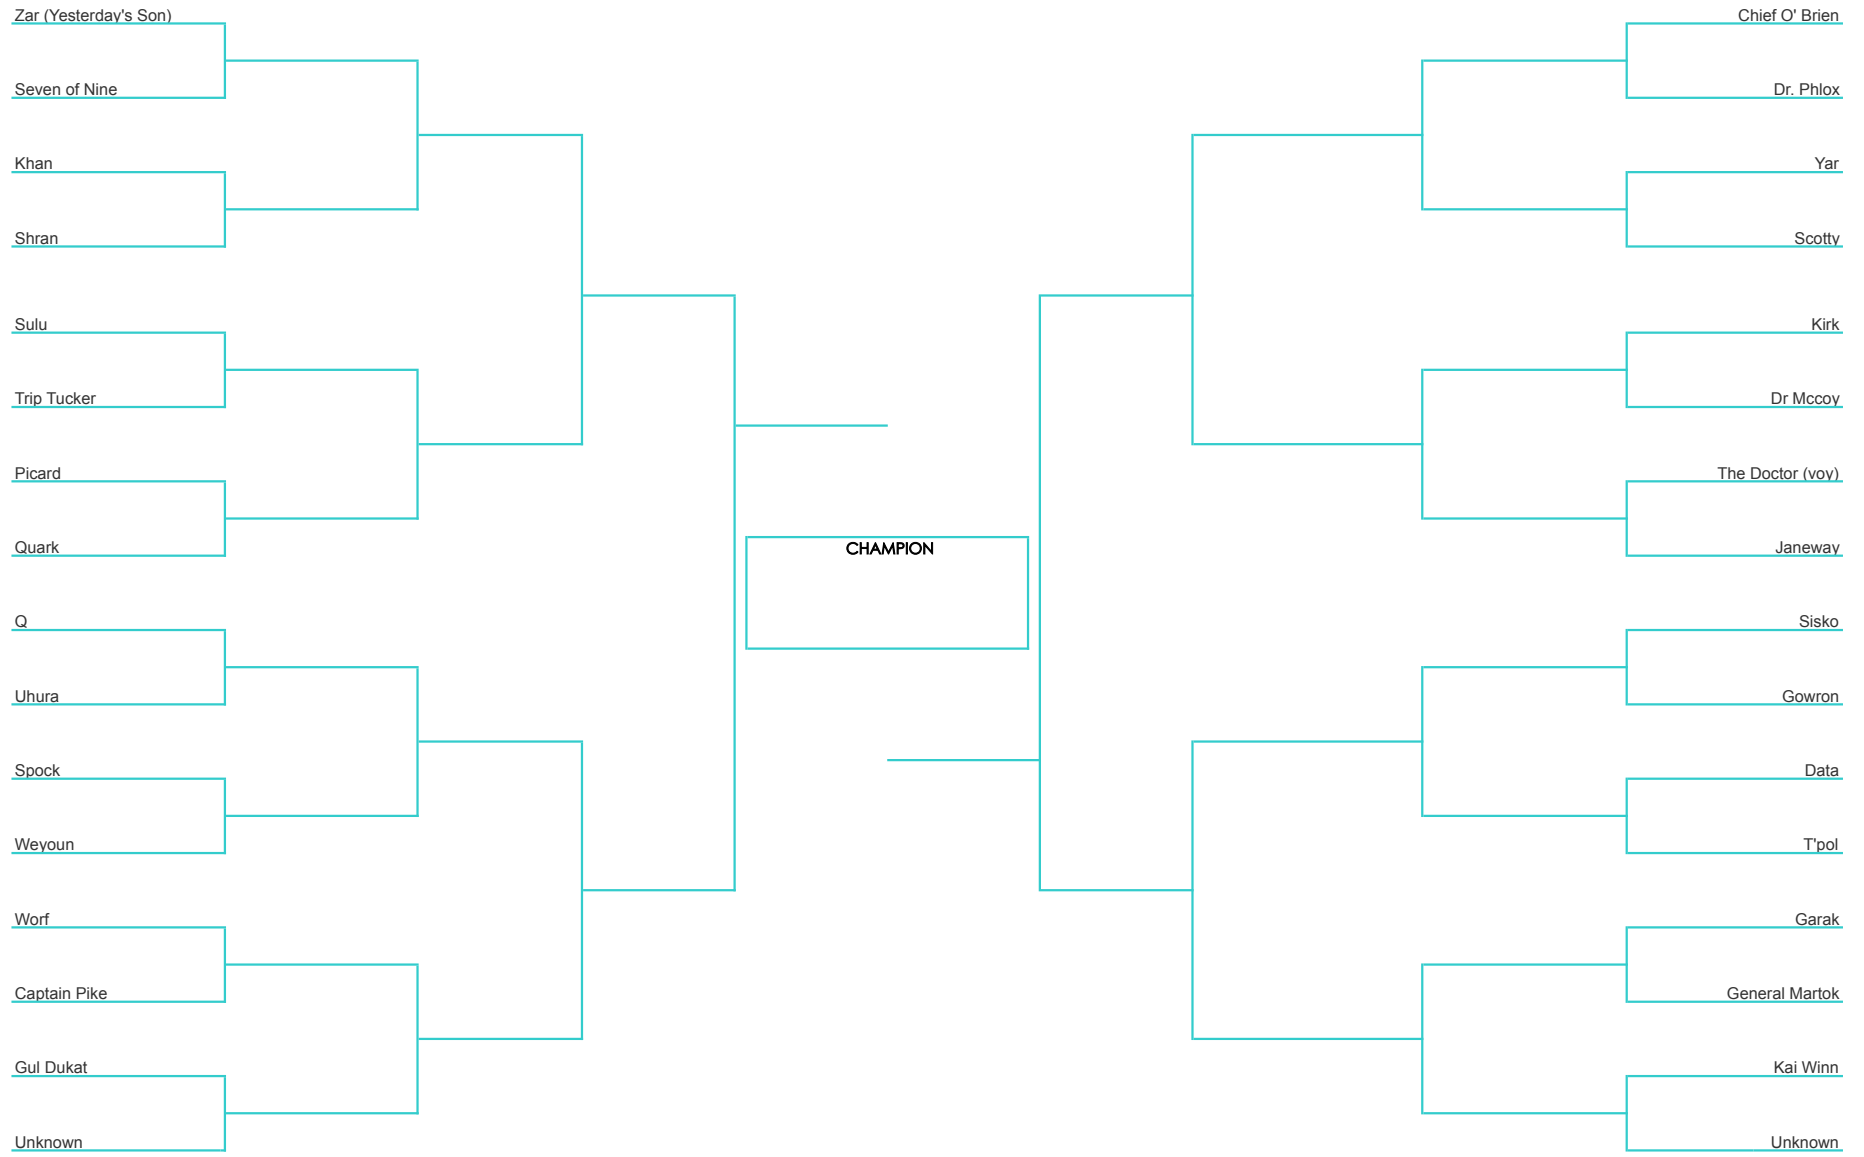 Zar (Yesterday's Son)
Seven of Nine
Khan
Shran
Sulu
Trip Tucker
Picard
Quark
Q
Uhura
Spock
Weyoun
Worf
Captain Pike
Gul Dukat
Unknown
CHAMPION
Chief O' Brien
Dr. Phlox
Yar
Scotty
Kirk
Dr Mccoy
The Doctor (voy)
Janeway
Sisko
Gowron
Data
T'pol
Garak
General Martok
Kai Winn
Unknown